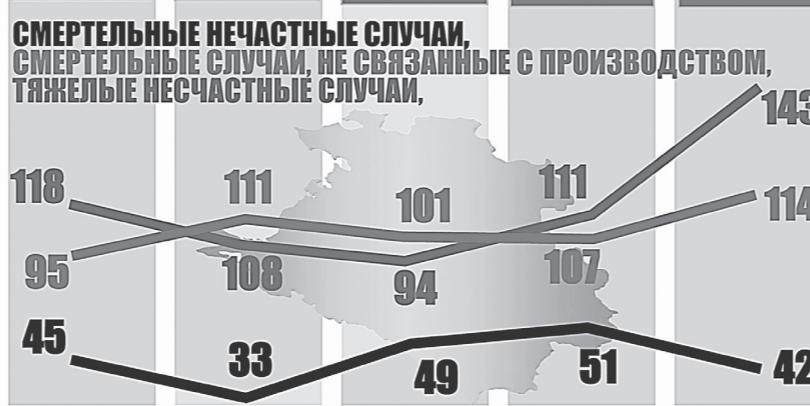 СМЕРТЕЛЬНЫЕ НЕЧАСТНЫЕ СЛУЧАИ,
СМЕРТЕЛЬНЫЕ СЛУЧАИ, НЕ СВЯЗАННЫЕ С ПРОИЗВОДСТВОМ,
ТЯЖЕЛЫЕ НЕСЧАСТНЫЕ СЛУЧАИ,
143
118 111 101 111 114
95 108 94 107
45 33 49 51 42